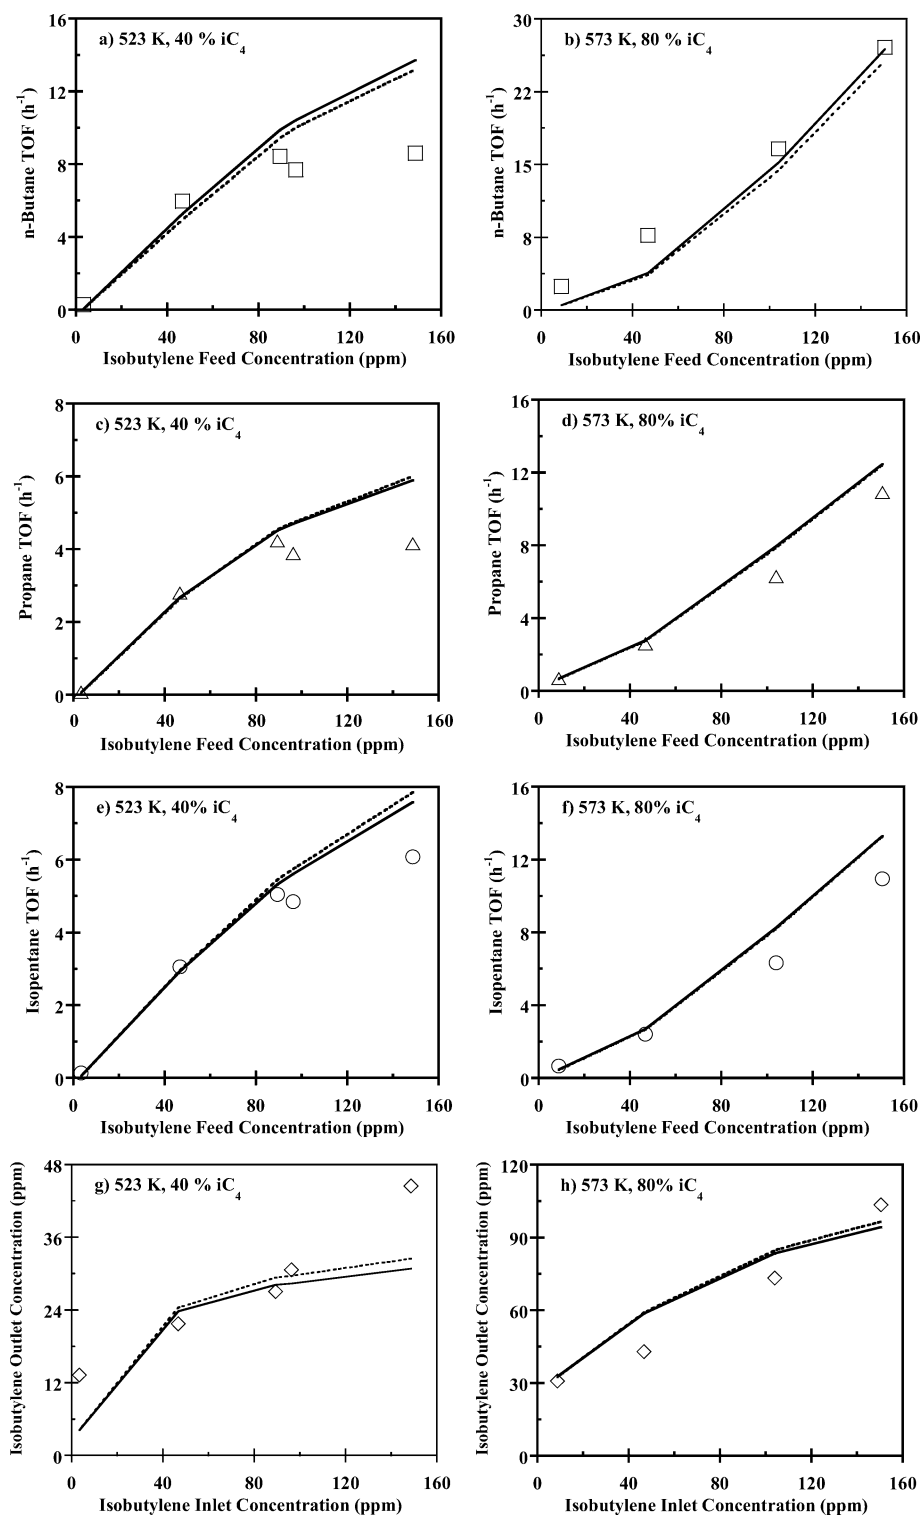 a) 523 K, 40 % iC4
n-Butane TOF (h-1)
16
12
8
4
0
0 40 80 120 160
Isobutylene Feed Concentration (ppm)
b) 573 K, 80 % iC4
n-Butane TOF (h-1)
30
22
15
8
0
0 40 80 120 160
Isobutylene Feed Concentration (ppm)
c) 523 K, 40 % iC4
Propane TOF (h-1)
8
6
4
2
0
0 40 80 120 160
Isobutylene Feed Concentration (ppm)
d) 573 K, 80% iC4
Propane TOF (h-1)
16
12
8
4
0
0 40 80 120 160
Isobutylene Feed Concentration (ppm)
e) 523 K, 40% iC4
Isopentane TOF (h-1)
8
6
4
2
0
0 40 80 120 160
Isobutylene Feed Concentration (ppm)
f) 573 K, 80% iC4
Isopentane TOF (h-1)
16
12
8
4
0
0 40 80 120 160
Isobutylene Feed Concentration (ppm)
g) 523 K, 40 % iC4
Isobutylene Outlet Concentration (ppm)
48
36
24
12
0
0 40 80 120 160
Isobutylene Inlet Concentration (ppm)
h) 573 K, 80% iC4
Isobutylene Outlet Concentration (ppm)
120
90
60
30
0
0 40 80 120 160
Isobutylene Inlet Concentration (ppm)